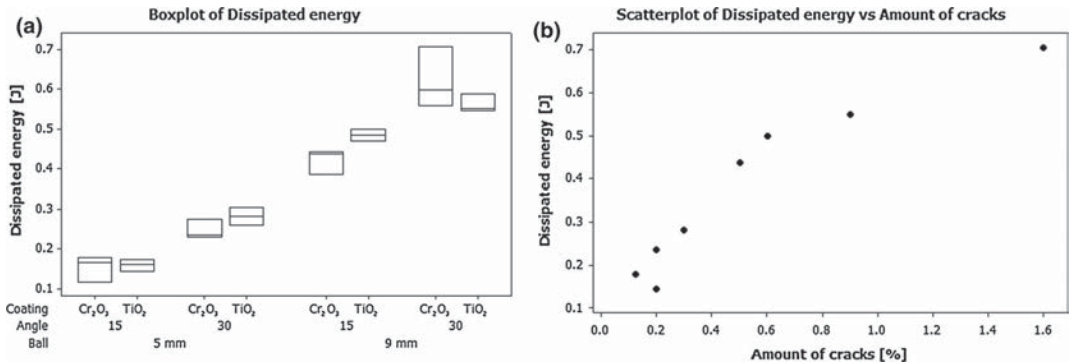 (a)
Boxplot of Dissipated energy
Dissipated energy [J]
0.7
0.6
0.5
0.4
0.3
0.2
0.1
Coating Cr₂O₃ TiO₂ Cr₂O₃ TiO₂ Cr₂O₃ TiO₂ Cr₂O₃ TiO₂
Angle 15 30 15 30
Ball 5 mm 9 mm
(b)
Scatterplot of Dissipated energy vs Amount of cracks
Dissipated energy [J]
0.7
0.6
0.5
0.4
0.3
0.2
0.1
0.0 0.2 0.4 0.6 0.8 1.0 1.2 1.4 1.6
Amount of cracks [%]